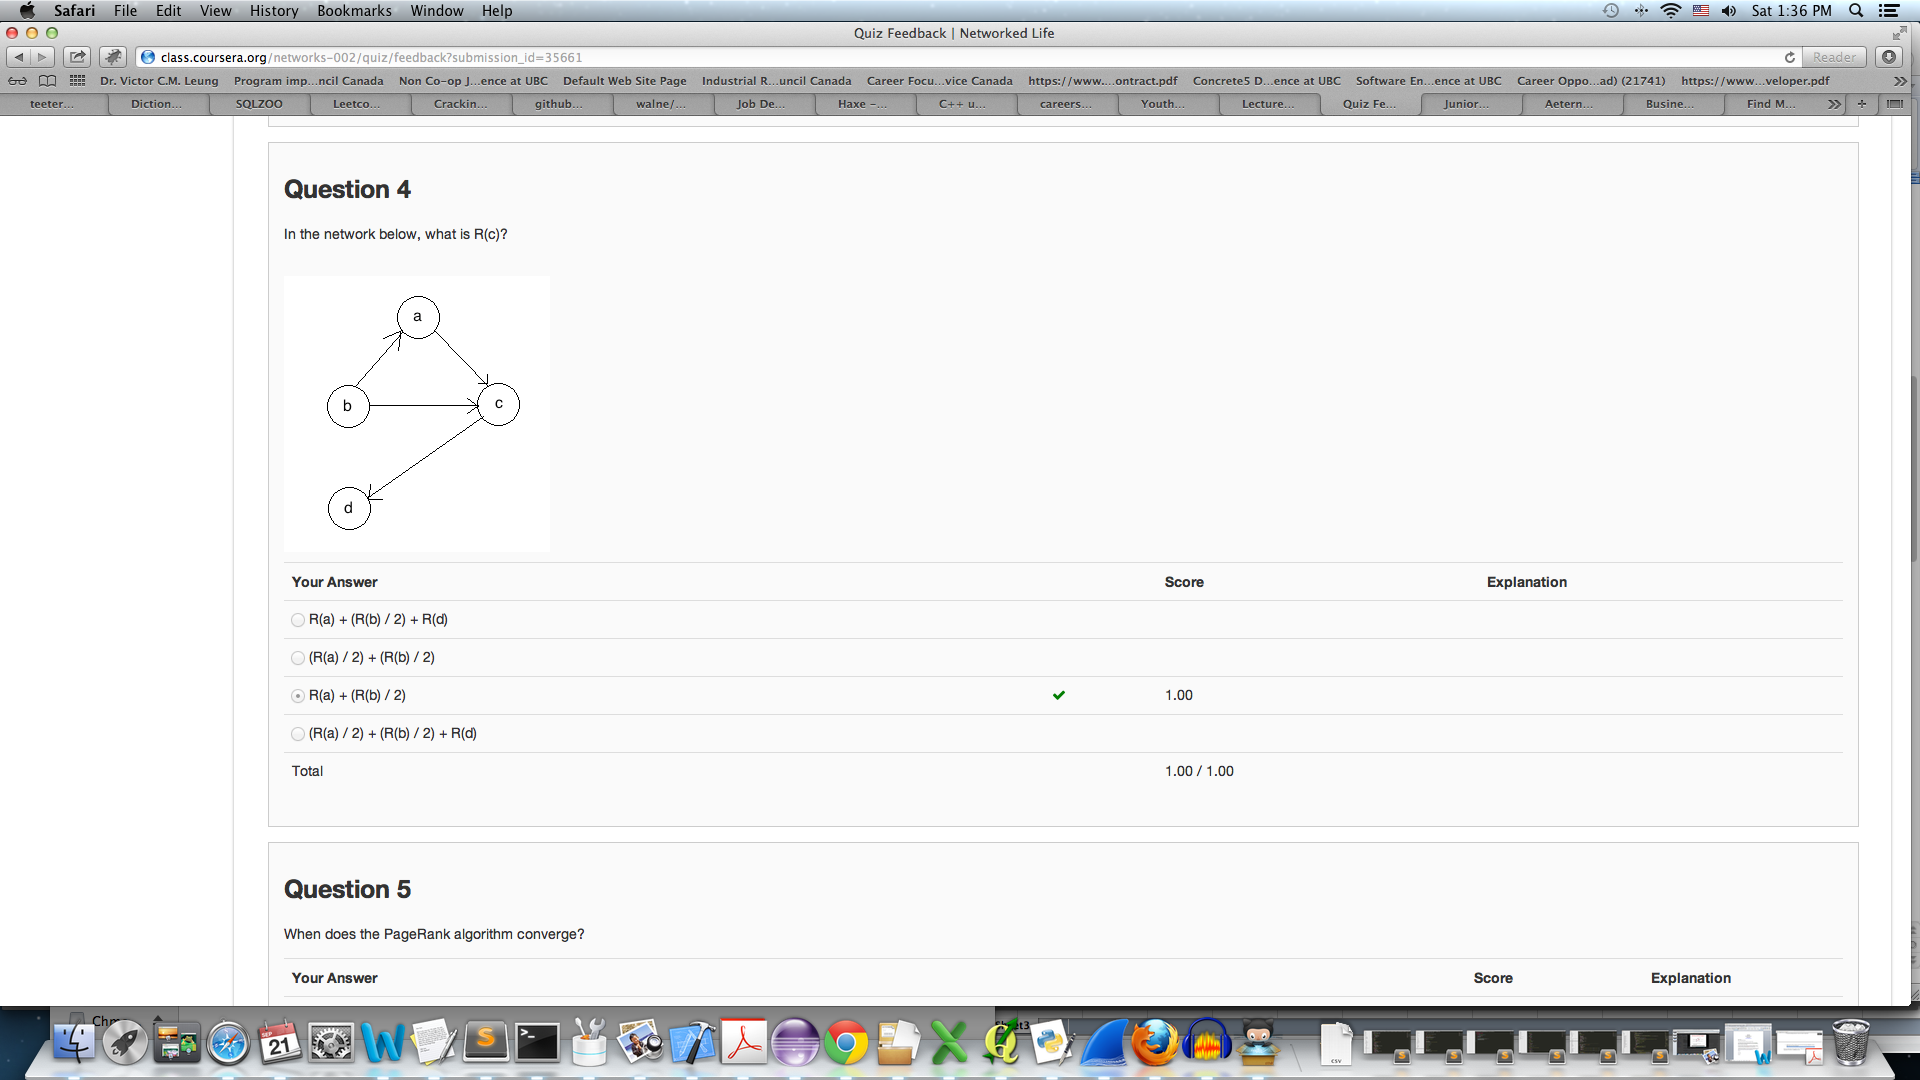 Safari File Edit View History Bookmarks Window Help Sat 1:36 PM
Quiz Feedback | Networked Life
class.coursera.org/networks-002/quiz/feedback?submission_id=35661 Reader
Dr. Victor C.M. Leung Program imp...ncil Canada Non Co-op J...ence at UBC Default Web Site Page Industrial R...uncil Canada Career Focu...vice Canada https://www...ontract.pdf Concrete5 D...ence at UBC Software En...ence at UBC Career Oppo...ad) (21741) https://www...veloper.pdf
teeter... Diction... SQLZOO Leetco... Crackin... github... walne/... Job De... Haxe –... C++ u... careers... Youth... Lecture... Quiz Fe... Junior... Aetern... Busine... Find M...
Question 4
In the network below, what is R(c)?
a
b
c
d
Your Answer Score Explanation
R(a) + (R(b) / 2) + R(d)
(R(a) / 2) + (R(b) / 2)
R(a) + (R(b) / 2) 1.00
(R(a) / 2) + (R(b) / 2) + R(d)
Total 1.00 / 1.00
Question 5
When does the PageRank algorithm converge?
Your Answer Score Explanation
SEP
21
CSV